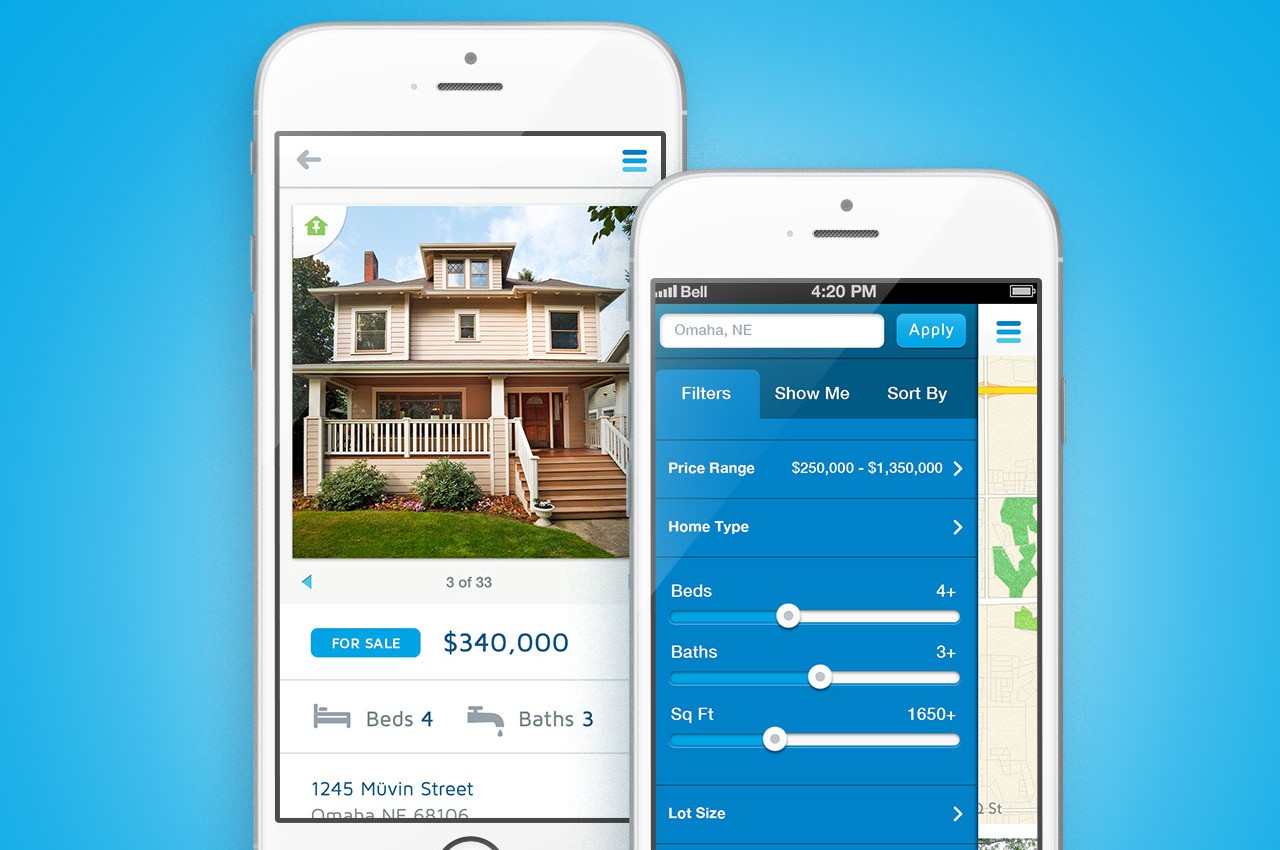 3 of 33
FOR SALE $340,000
Beds 4 Baths 3
1245 Müvin Street
Omaha NE 68106
Bell 4:20 PM
Omaha, NE Apply
Filters Show Me Sort By
Price Range $250,000 - $1,350,000
Home Type
Beds 4+
Baths 3+
Sq Ft 1650+
Lot Size
St